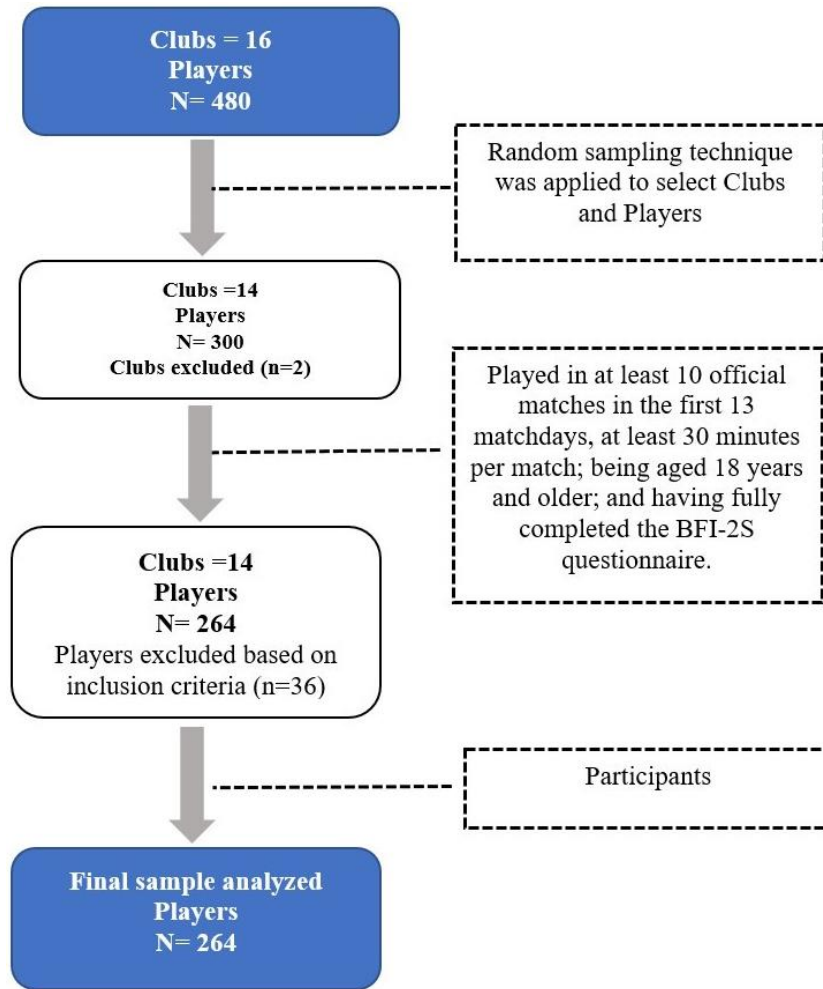 Clubs = 16
Players
N= 480
Random sampling technique
was applied to select Clubs
and Players
Clubs =14
Players
N= 300
Clubs excluded (n=2)
Played in at least 10 official
matches in the first 13
matchdays, at least 30 minutes
per match; being aged 18 years
and older; and having fully
completed the BFI-2S
questionnaire.
Clubs =14
Players
N= 264
Players excluded based on
inclusion criteria (n=36)
Participants
Final sample analyzed
Players
N= 264